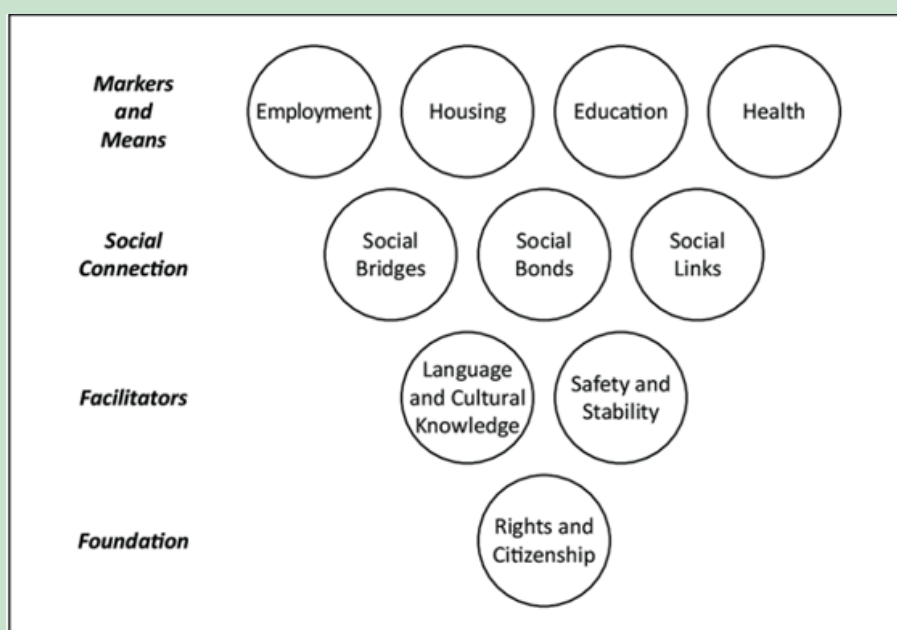 Markers
and
Means
Employment
Housing
Education
Health
Social
Connection
Social
Bridges
Social
Bonds
Social
Links
Facilitators
Language
and Cultural
Knowledge
Safety and
Stability
Foundation
Rights and
Citizenship